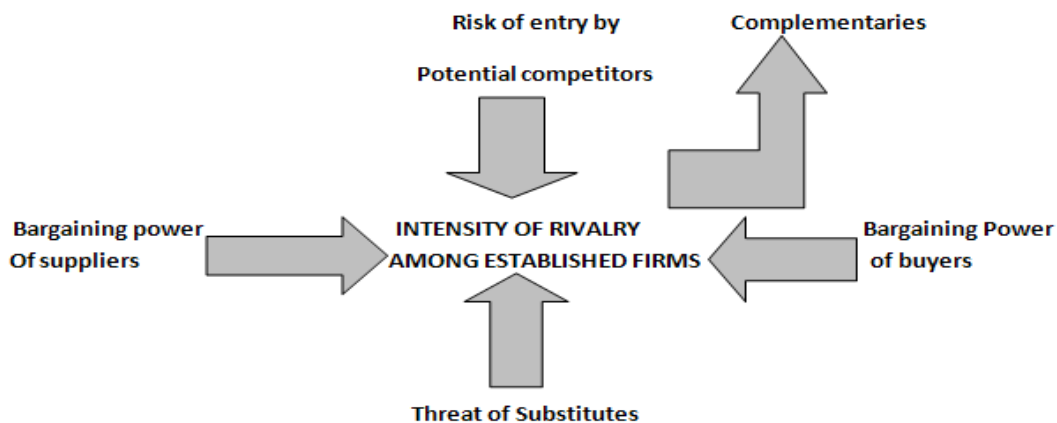 Risk of entry by
Potential competitors
Complementaries
Bargaining power
Of suppliers
INTENSITY OF RIVALRY
AMONG ESTABLISHED FIRMS
Bargaining Power
of buyers
Threat of Substitutes